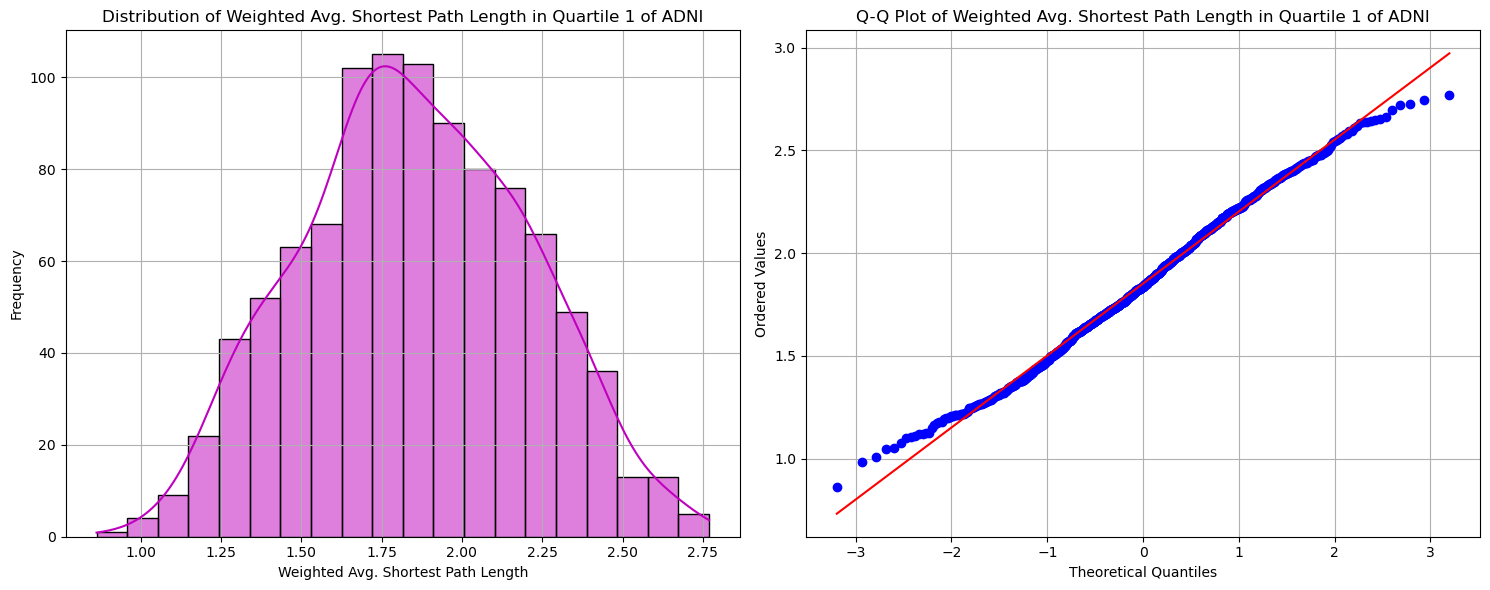 Distribution of Weighted Avg. Shortest Path Length in Quartile 1 of ADNI
Frequency
100
80
60
40
20
0
1.00 1.25 1.50 1.75 2.00 2.25 2.50 2.75
Weighted Avg. Shortest Path Length
Q-Q Plot of Weighted Avg. Shortest Path Length in Quartile 1 of ADNI
Ordered Values
3.0
2.5
2.0
1.5
1.0
−3 −2 −1 0 1 2 3
Theoretical Quantiles